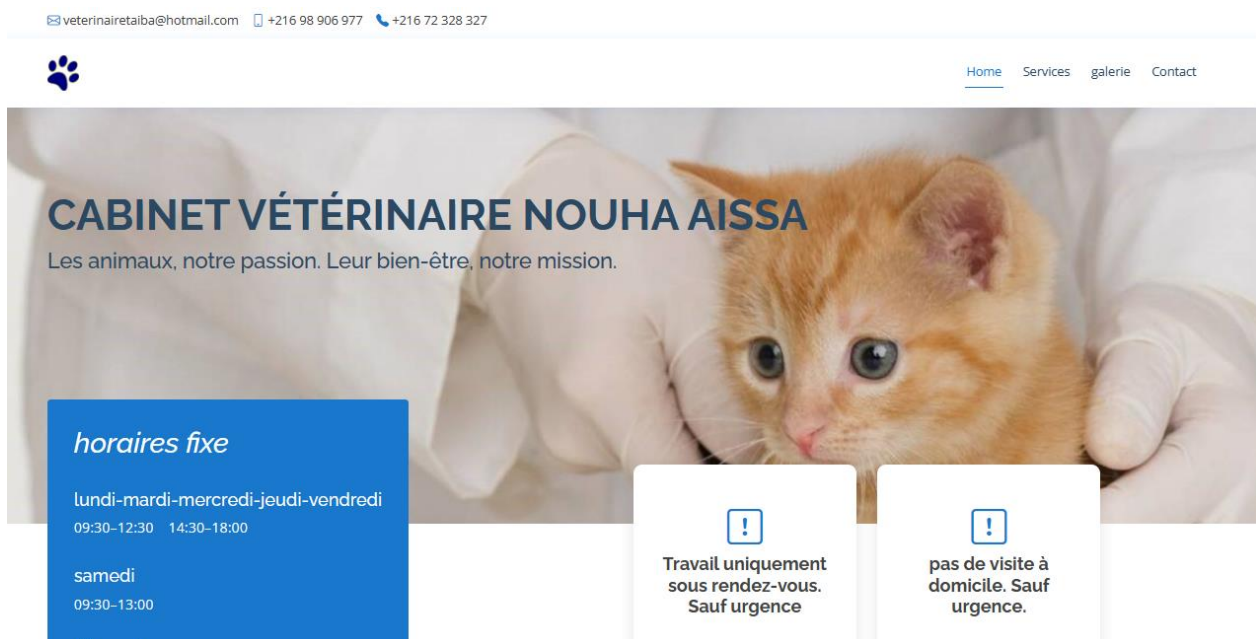 veterinairetaiba@hotmail.com +216 98 906 977 +216 72 328 327
Home Services galerie Contact
CABINET VÉTÉRINAIRE NOUHA AISSA
Les animaux, notre passion. Leur bien-être, notre mission.
horaires fixe
lundi-mardi-mercredi-jeudi-vendredi
09:30–12:30 14:30–18:00
samedi
09:30–13:00
Travail uniquement
sous rendez-vous.
Sauf urgence
pas de visite à
domicile. Sauf
urgence.